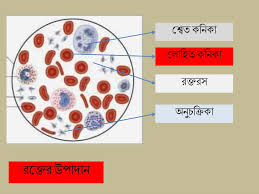 শ্বেত কনিকা
লোহিত কনিকা
রক্তরস
অনুচক্রিকা
রক্তের উপাদান